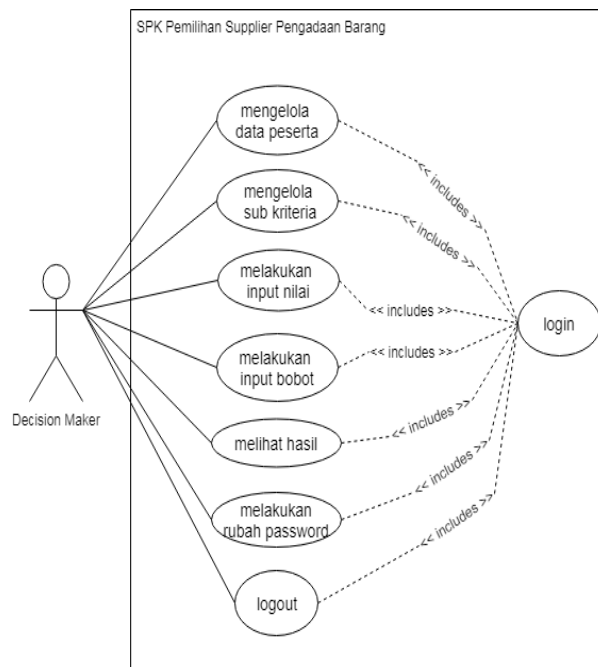 SPK Pemilihan Supplier Pengadaan Barang
mengelola
data peserta
<< includes >>
mengelola
sub kriteria
<< includes >>
melakukan
input nilai
<< includes >>
login
melakukan
input bobot
<< includes >>
Decision Maker
melihat hasil
<< includes >>
melakukan
rubah password
<< includes >>
logout
<< includes >>